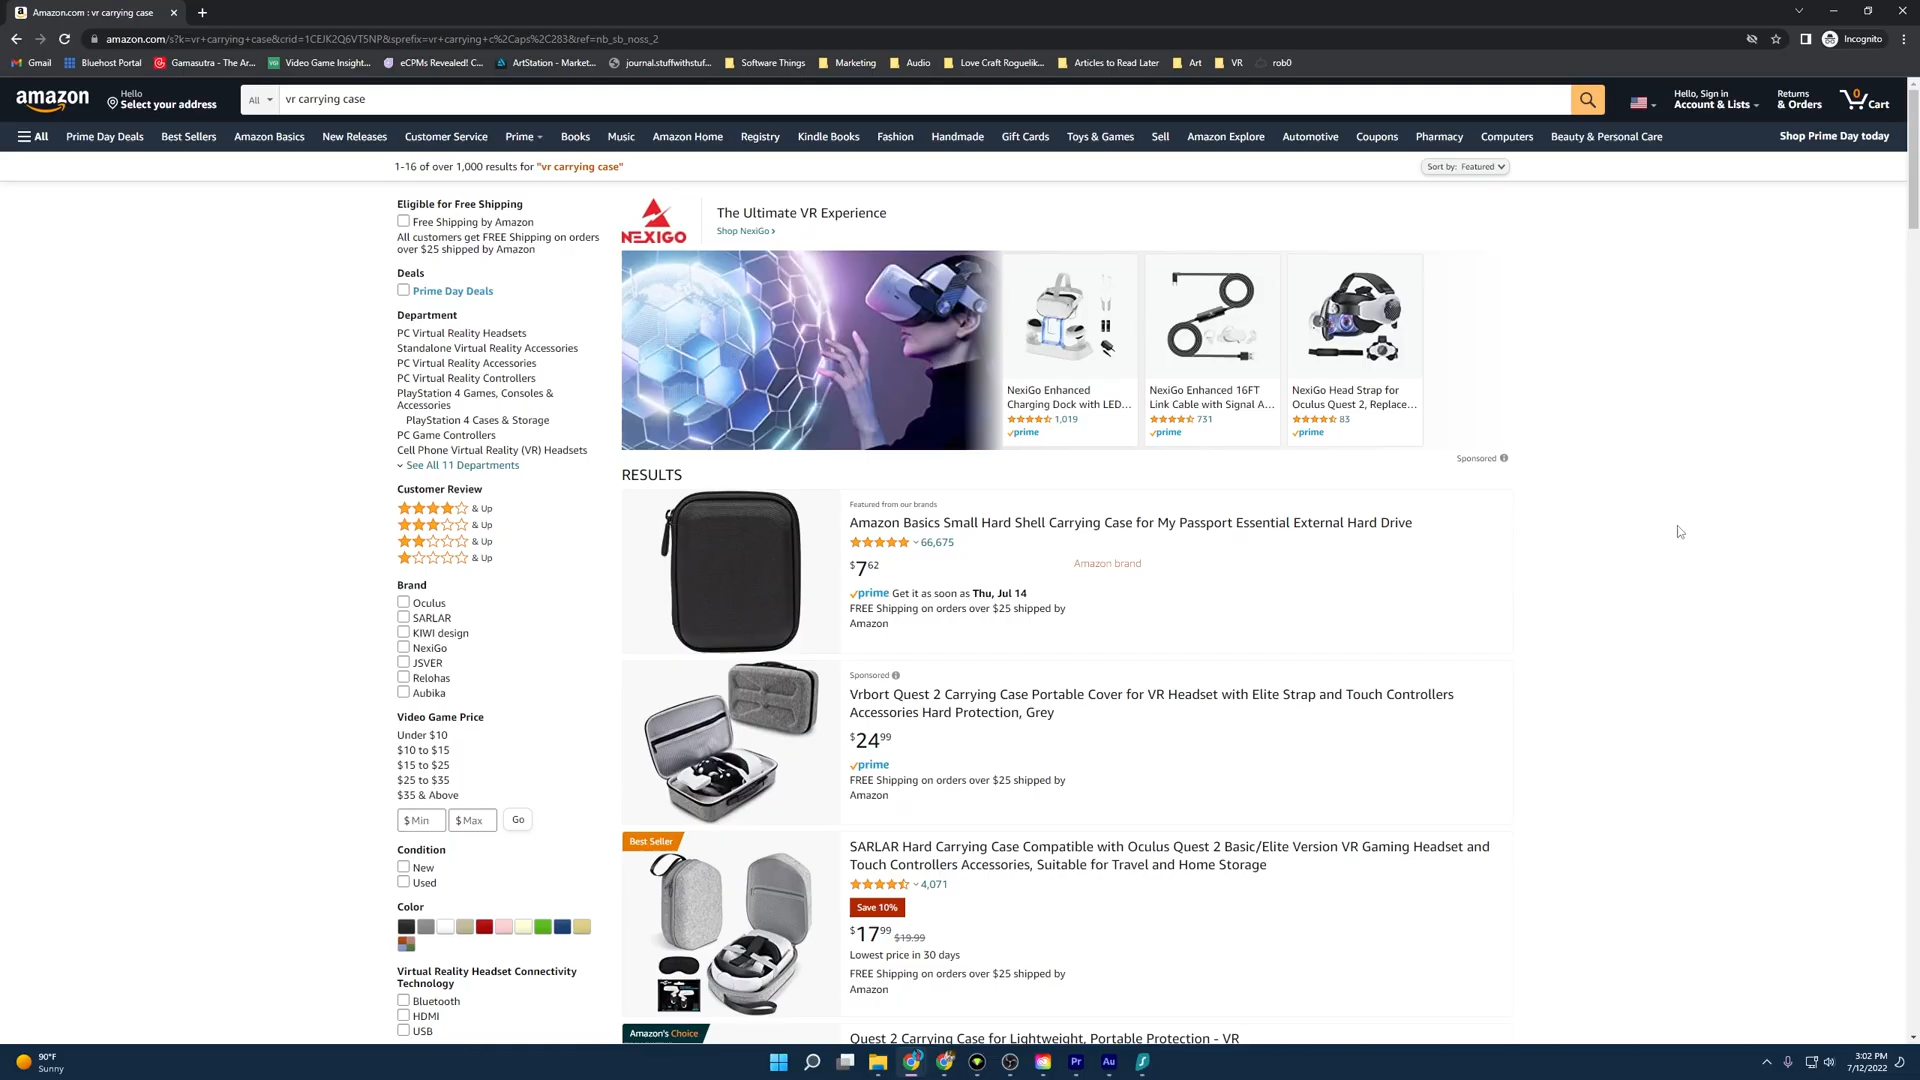 Amazon.com : vr carrying case
amazon.com/s?k=vr+carrying+case&crid=1CEJK2Q6VT5NP&sprefix=vr+carrying+c%2Caps%2C283&ref=nb_sb_noss_2
Incognito
Gmail
Bluehost Portal
Gamasutra - The Ar...
Video Game Insight...
eCPMs Revealed! C...
ArtStation - Market...
journal.stuffwithstuf...
Software Things
Marketing
Audio
Love Craft Roguelik...
Articles to Read Later
Art
VR
rob0
amazon
Hello
Select your address
All
vr carrying case
Hello, Sign in
Account & Lists
Returns
& Orders
0
Cart
All
Prime Day Deals
Best Sellers
Amazon Basics
New Releases
Customer Service
Prime
Books
Music
Amazon Home
Registry
Kindle Books
Fashion
Handmade
Gift Cards
Toys & Games
Sell
Amazon Explore
Automotive
Coupons
Pharmacy
Computers
Beauty & Personal Care
Shop Prime Day today
1-16 of over 1,000 results for "vr carrying case"
Sort by: Featured
Eligible for Free Shipping
Free Shipping by Amazon
All customers get FREE Shipping on orders
over $25 shipped by Amazon
Deals
Prime Day Deals
Department
PC Virtual Reality Headsets
Standalone Virtual Reality Accessories
PC Virtual Reality Accessories
PC Virtual Reality Controllers
PlayStation 4 Games, Consoles &
Accessories
PlayStation 4 Cases & Storage
PC Game Controllers
Cell Phone Virtual Reality (VR) Headsets
See All 11 Departments
Customer Review
& Up
& Up
& Up
& Up
Brand
Oculus
SARLAR
KIWI design
NexiGo
JSVER
Relohas
Aubika
Video Game Price
Under $10
$10 to $15
$15 to $25
$25 to $35
$35 & Above
$ Min
$ Max
Go
Condition
New
Used
Color
Virtual Reality Headset Connectivity
Technology
Bluetooth
HDMI
USB
NEXIGO
The Ultimate VR Experience
Shop NexiGo ›
NexiGo Enhanced
Charging Dock with LED...
1,019
prime
NexiGo Enhanced 16FT
Link Cable with Signal A...
731
prime
NexiGo Head Strap for
Oculus Quest 2, Replace...
83
prime
Sponsored
RESULTS
Featured from our brands
Amazon Basics Small Hard Shell Carrying Case for My Passport Essential External Hard Drive
66,675
$7 62
Amazon brand
prime Get it as soon as Thu, Jul 14
FREE Shipping on orders over $25 shipped by
Amazon
Sponsored
Vrbort Quest 2 Carrying Case Portable Cover for VR Headset with Elite Strap and Touch Controllers
Accessories Hard Protection, Grey
$24 99
prime
FREE Shipping on orders over $25 shipped by
Amazon
Best Seller
SARLAR Hard Carrying Case Compatible with Oculus Quest 2 Basic/Elite Version VR Gaming Headset and
Touch Controllers Accessories, Suitable for Travel and Home Storage
4,071
Save 10%
$17 99 $19.99
Lowest price in 30 days
FREE Shipping on orders over $25 shipped by
Amazon
Amazon's Choice
Quest 2 Carrying Case for Lightweight, Portable Protection - VR
90°F
Sunny
Pr
Au
3:02 PM
7/12/2022